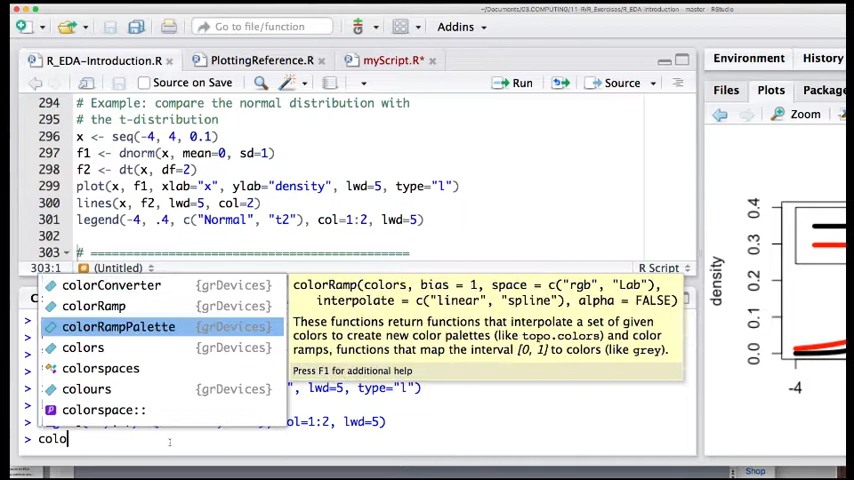 ~/Documents/03.COMPUTING/11-R/R_Exercises/R_EDA-Introduction - master - RStudio
Go to file/function
Addins
R_EDA-Introduction.R
PlottingReference.R
myScript.R*
Environment
History
Source on Save
Run
Source
Files
Plots
Package
Zoom
294 # Example: compare the normal distribution with
295 # the t-distribution
296 x <- seq(-4, 4, 0.1)
297 f1 <- dnorm(x, mean=0, sd=1)
298 f2 <- dt(x, df=2)
299 plot(x, f1, xlab="x", ylab="density", lwd=5, type="l")
300 lines(x, f2, lwd=5, col=2)
301 legend(-4, .4, c("Normal", "t2"), col=1:2, lwd=5)
302
303 # =========================================
303:1 (Untitled)
R Script
colorConverter {grDevices}
colorRamp {grDevices}
colorRampPalette {grDevices}
colors {grDevices}
colorspaces {grDevices}
colours {grDevices}
colorspace::
colorRamp(colors, bias = 1, space = c("rgb", "Lab"),
interpolate = c("linear", "spline"), alpha = FALSE)
These functions return functions that interpolate a set of given
colors to create new color palettes (like topo.colors) and color
ramps, functions that map the interval [0, 1] to colors (like grey).
Press F1 for additional help
, lwd=5, type="l")
col=1:2, lwd=5)
> colo
density
0.0 0.1 0.2 0.3 0.4
-4
Shop